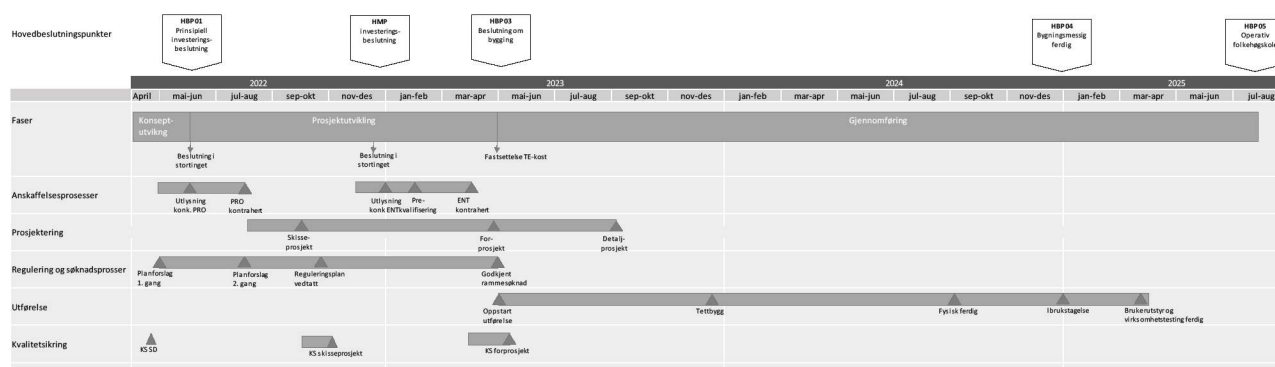 Hovedbeslutningspunkter
HBP01
Prinsipiell
investerings-
beslutning
HMP
investerings-
beslutning
HBP03
Beslutning om
bygging
HBP04
Bygningsmessig
ferdig
HBP05
Operativ
folkehøgskole
2022 2023 2024 2025
April mai-jun jul-aug sep-okt nov-des jan-feb mar-apr mai-jun jul-aug sep-okt nov-des jan-feb mar-apr mai-jun jul-aug sep-okt nov-des jan-feb mar-apr mai-jun jul-aug
Faser
Konsept-
utvikng
Prosjektutvikling
Gjennomføring
Beslutning i
stortinget
Beslutning i
stortinget
Fastsettelse TE-kost
Anskaffelsesprosesser
Utlysning
konk. PRO
PRO
kontrahert
Utlysning
konk ENT
Pre-
kvalifisering
ENT
kontrahert
Prosjektering
Skisse-
prosjekt
For-
prosjekt
Detalj-
prosjekt
Regulering og søknadsprosser
Planforslag
1. gang
Planforslag
2. gang
Reguleringsplan
vedtatt
Godkjent
rammesøknad
Utførelse
Oppstart
utførelse
Tettbygg
Fysisk ferdig
Ibrukstagelse
Brukerutstyr og
virksomhetstesting ferdig
Kvalitetsikring
KS SD
KS skisseprosjekt
KS forprosjekt